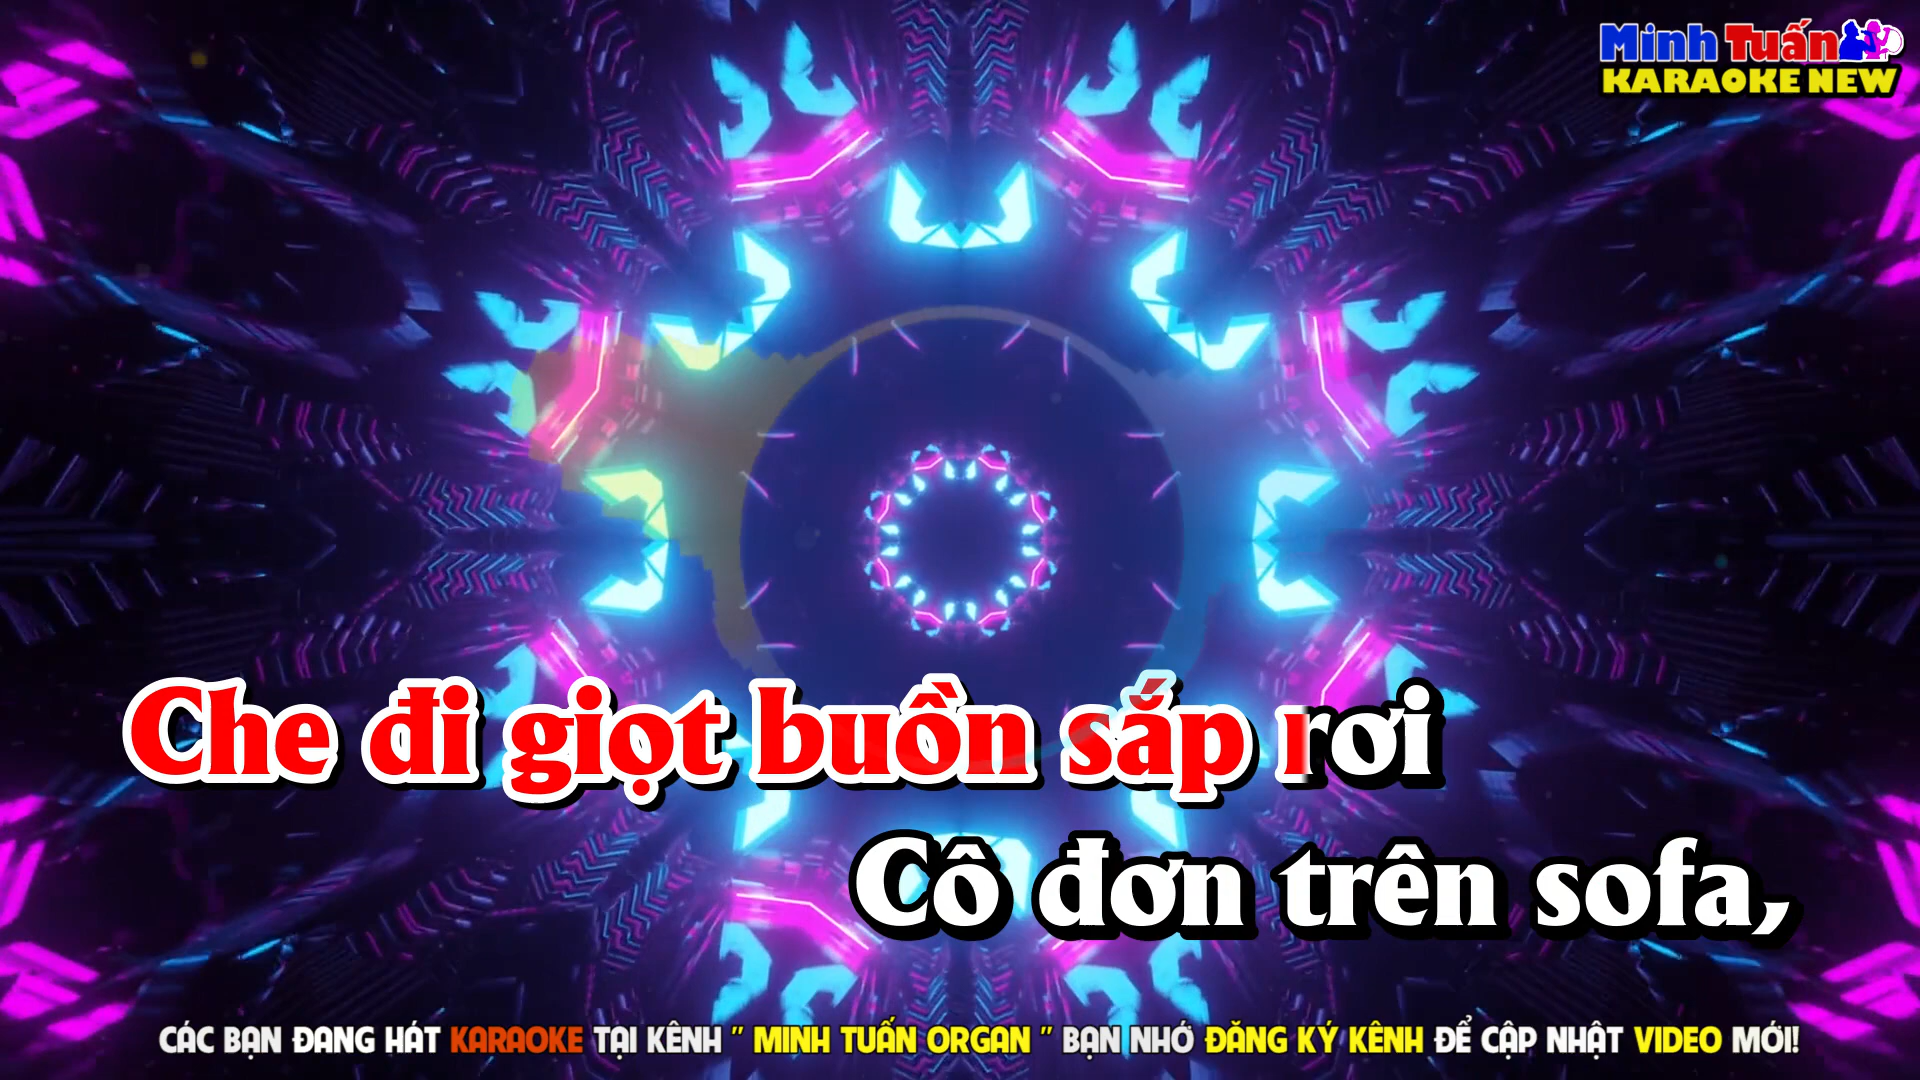 Minh Tuấn
KARAOKE NEW
Che đi giọt buồn sắp rơi
Cô đơn trên sofa,
CÁC BẠN ĐANG HÁT KARAOKE TẠI KÊNH " MINH TUẤN ORGAN " BẠN NHỚ ĐĂNG KÝ KÊNH ĐỂ CẬP NHẬT VIDEO MỚI!